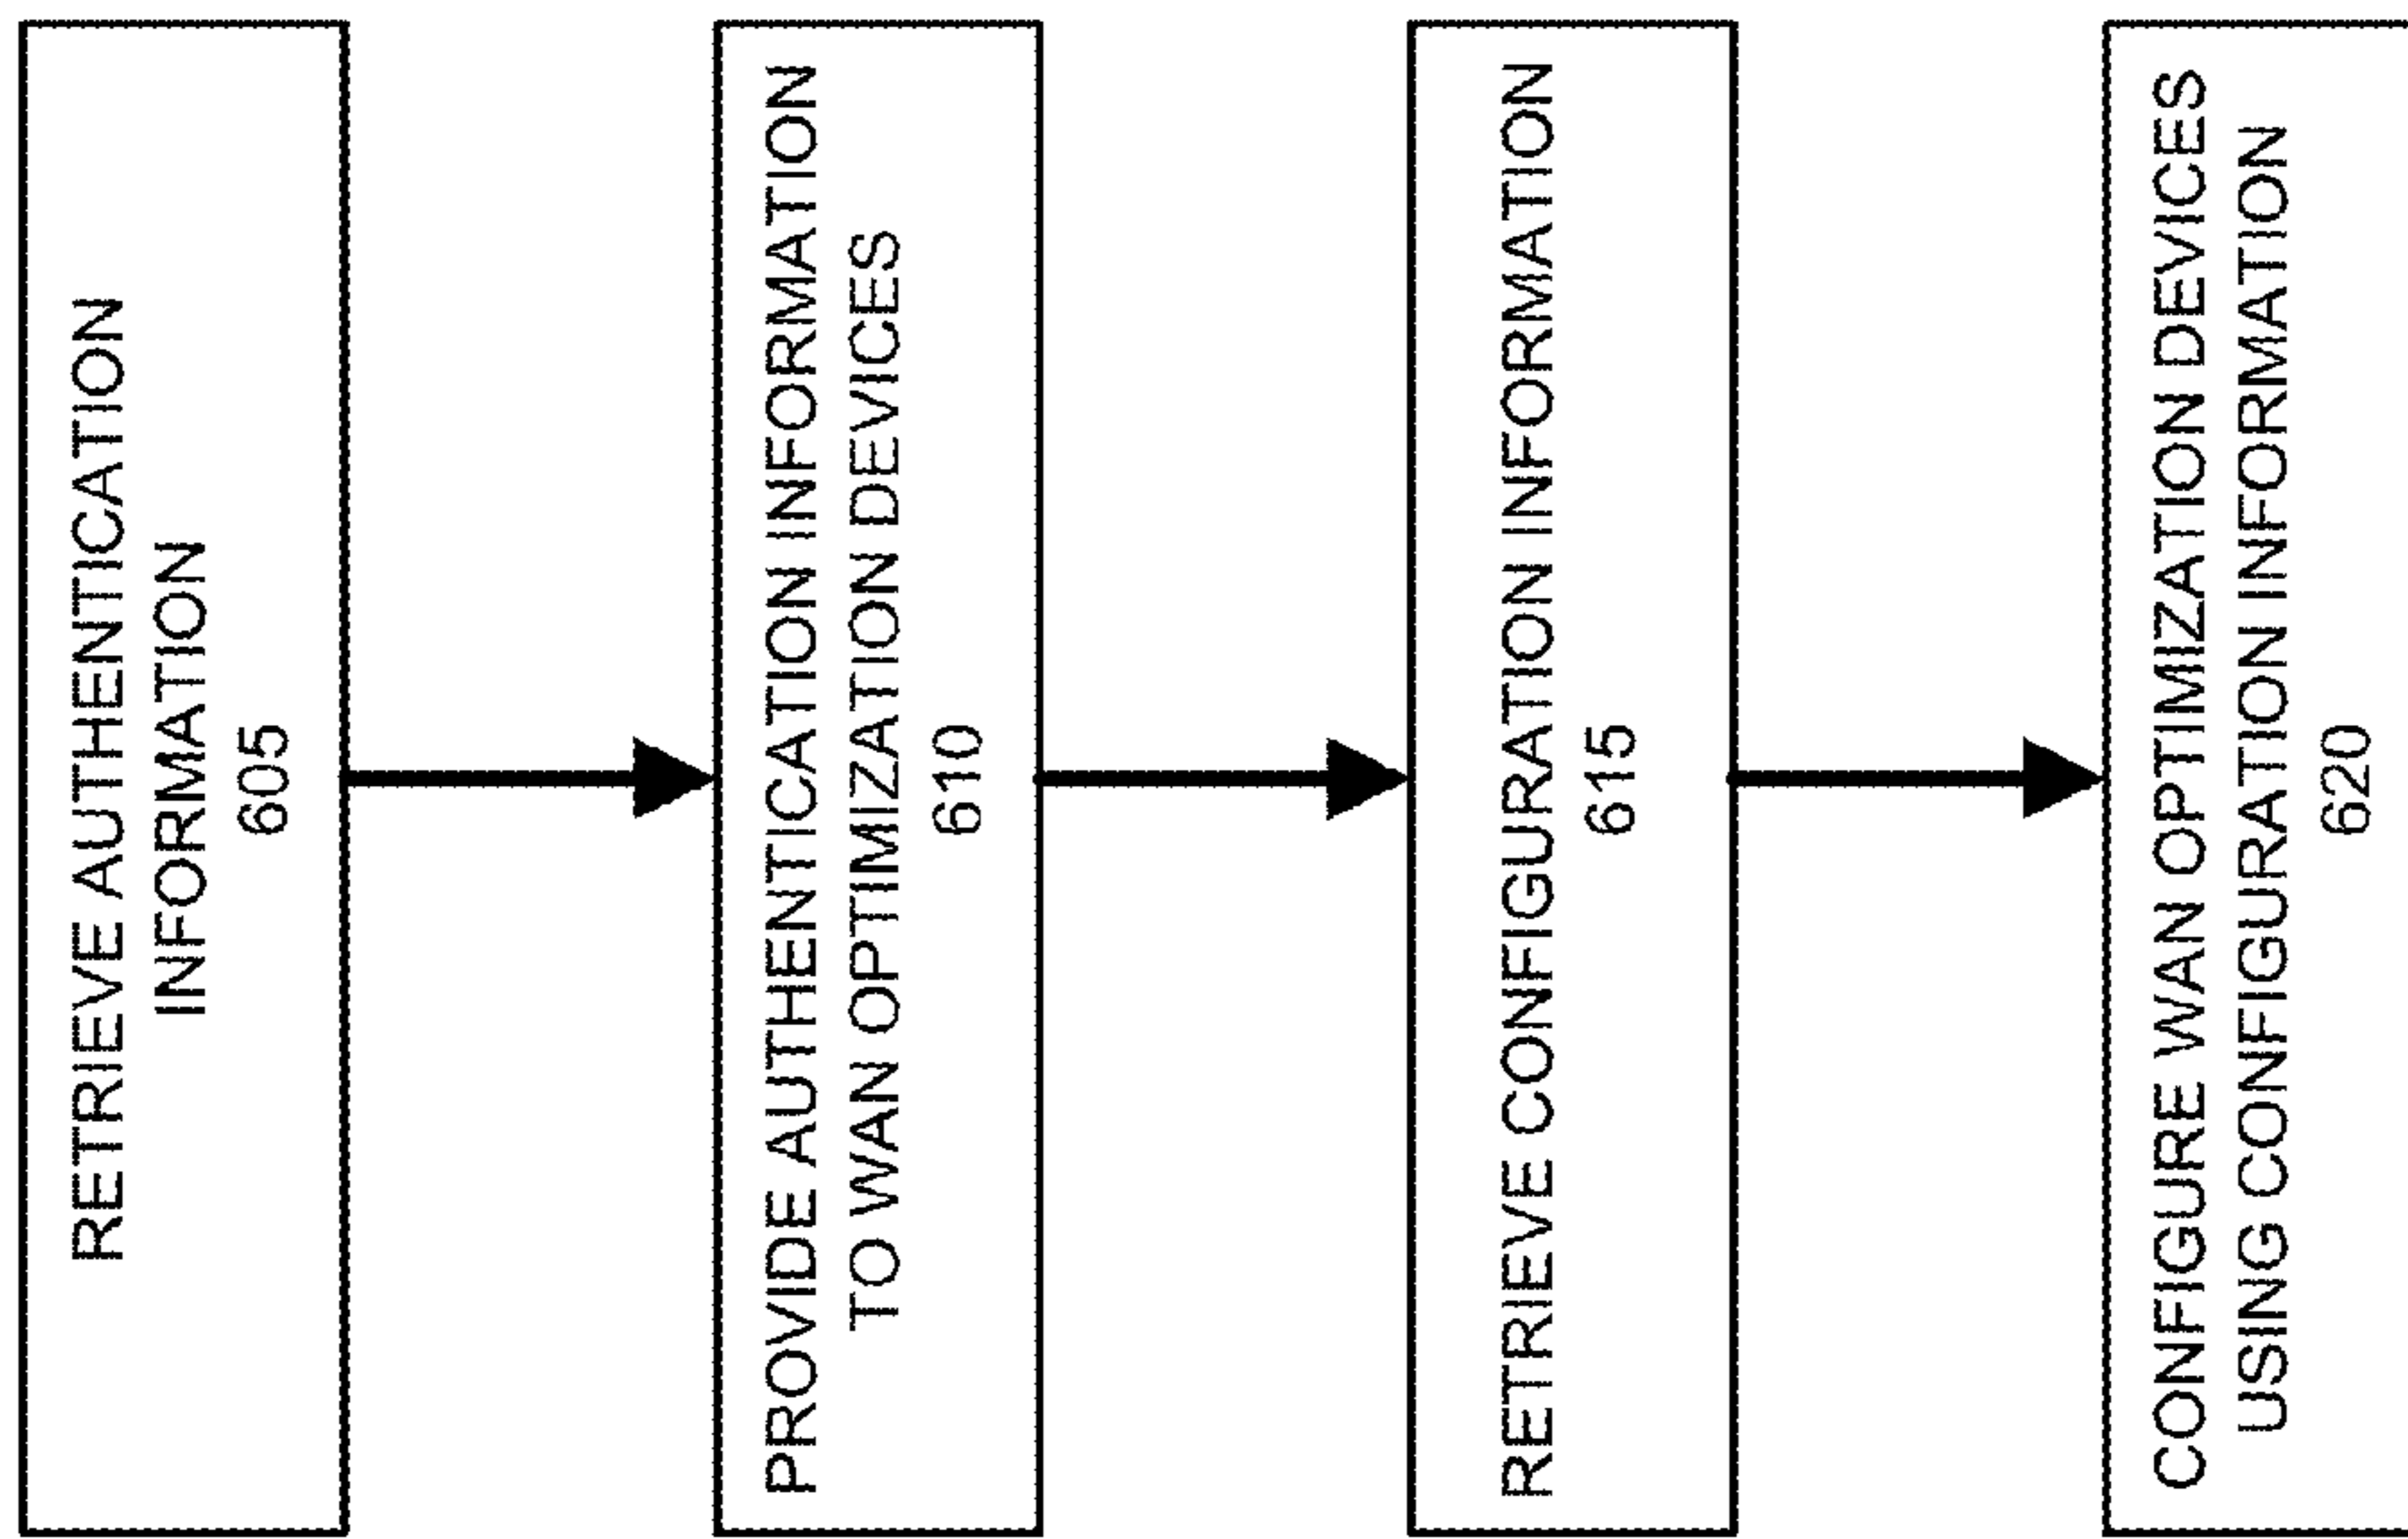 RETRIEVE AUTHENTICATION
INFORMATION
605
PROVIDE AUTHENTICATION INFORMATION
TO WAN OPTIMIZATION DEVICES
610
RETRIEVE CONFIGURATION INFORMATION
615
CONFIGURE WAN OPTIMIZATION DEVICES
USING CONFIGURATION INFORMATION
620